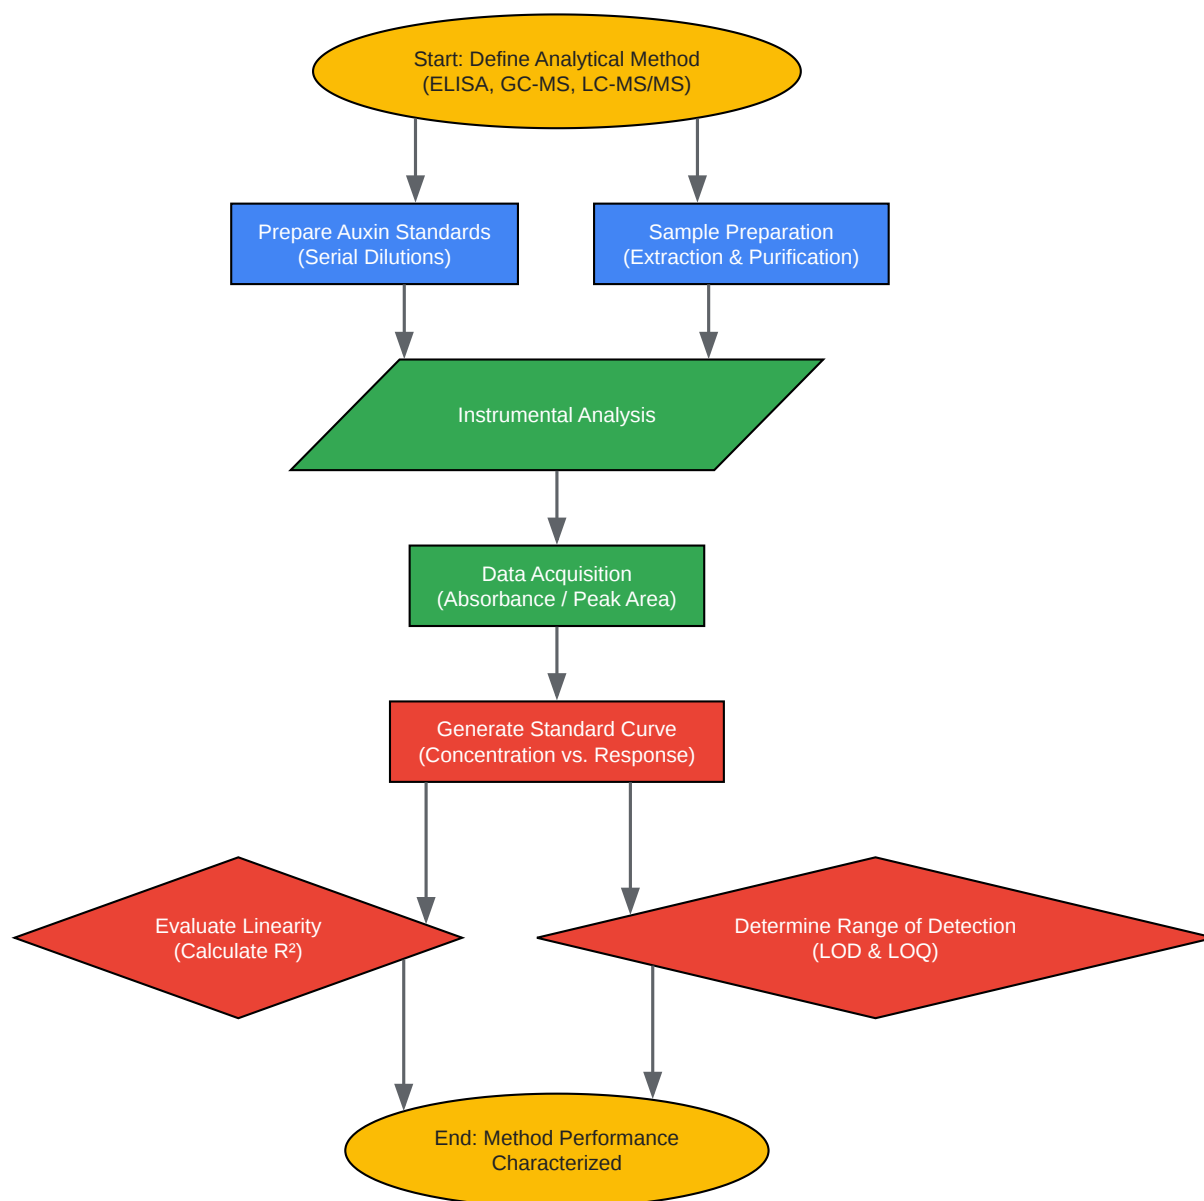 Start: Define Analytical Method
(ELISA, GC-MS, LC-MS/MS)
Prepare Auxin Standards
(Serial Dilutions)
Sample Preparation
(Extraction & Purification)
Instrumental Analysis
Data Acquisition
(Absorbance / Peak Area)
Generate Standard Curve
(Concentration vs. Response)
Evaluate Linearity
(Calculate R²)
Determine Range of Detection
(LOD & LOQ)
End: Method Performance
Characterized